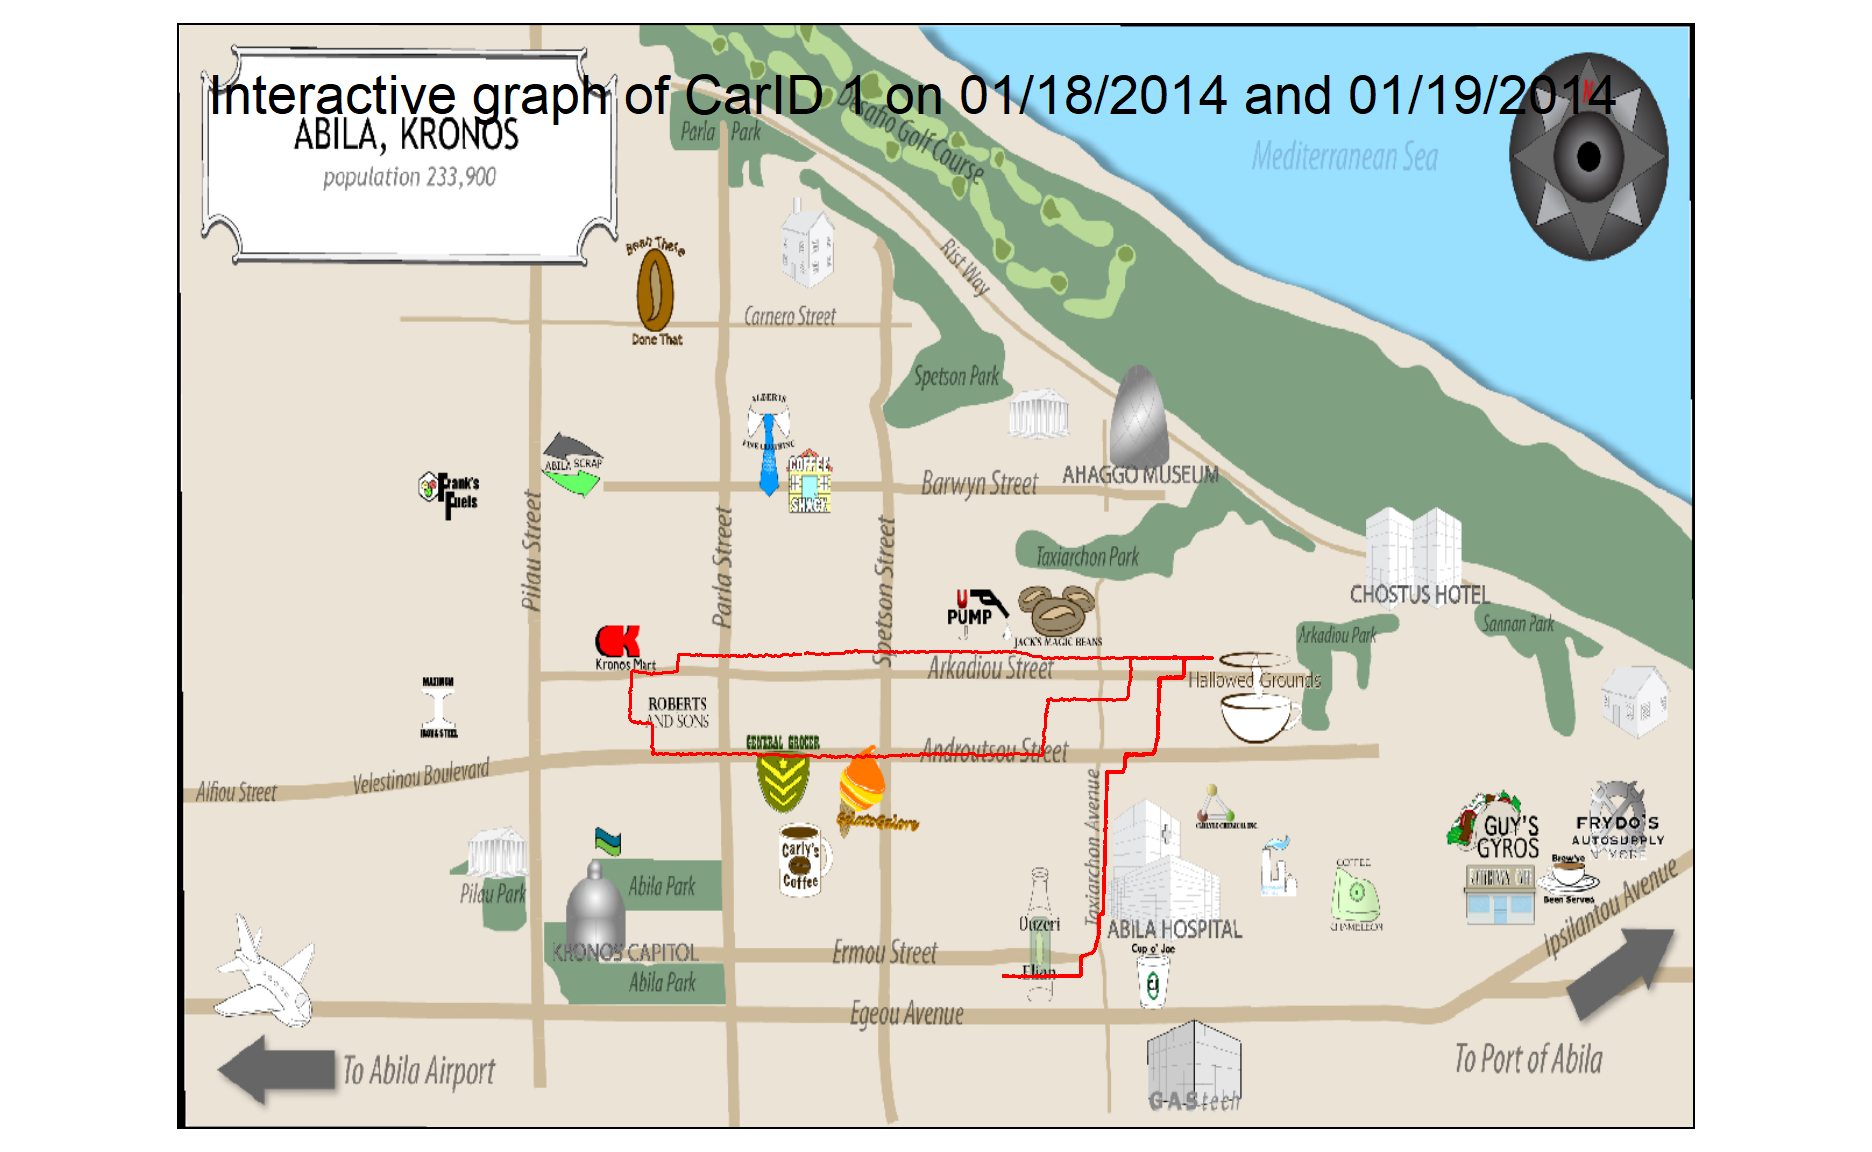 Interactive graph of CarID 1 on 01/18/2014 and 01/19/2014
ABILA, KRONOS
population 233,900
N
Mediterranean Sea
Desaho Golf Course
Parla Park
Rist Way
Bean There
Done That
Carnero Street
Spetson Park
ALBERTS
FINE CLOTHING
COFFEE
SHACK
ABILA SCRAP
Frank's
Fuels
Barwyn Street
AHAGGO MUSEUM
Pilau Street
Parla Street
Spetson Street
Taxiarchon Park
CHOSTUS HOTEL
U
PUMP
JACK'S MAGIC BEANS
Arkadiou Park
Sannan Park
Kronos Mart
Arkadiou Street
Hallowed Grounds
MAXIMUM
IRON & STEEL
ROBERTS
AND SONS
GENERAL GROCER
Androutsou Street
Velestinou Boulevard
Aifiou Street
GelatoGalore
Taxiarchon Avenue
CARLYLE CHEMICAL INC.
GUY'S
GYROS
FRYDO'S
AUTOSUPPLY
N' MORE
Carly's
Coffee
Pilau Park
Abila Park
COFFEE
CHAMELEON
Brew've
Been Served
Ipsilantou Avenue
Ouzeri
Elian
ABILA HOSPITAL
KRONOS CAPITOL
Ermou Street
Cup o' Joe
Abila Park
Egeou Avenue
To Abila Airport
To Port of Abila
GAStech